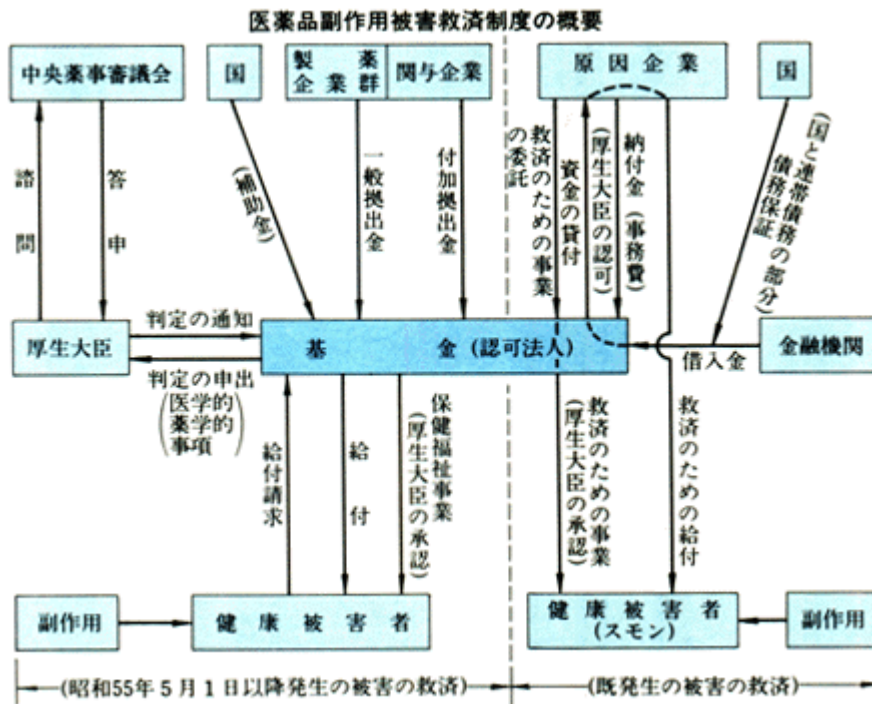 医薬品副作用被害救済制度の概要
中央薬事審議会
国
製薬
企業群
関与企業
原因企業
国
諮問
答申
(補助金)
一般拠出金
付加拠出金
救済のための事業
の委託
資金の貸付
(厚生大臣の認可)
納付金(事務費)
(国と連帯債務の部分)
債務保証
厚生大臣
判定の通知
判定の申出
(医学的
薬学的
事項)
基金(認可法人)
借入金
金融機関
給付請求
給付
保健福祉事業
(厚生大臣の承認)
救済のための事業
(厚生大臣の承認)
救済のための給付
副作用
健康被害者
健康被害者
(スモン)
副作用
(昭和55年5月1日以降発生の被害の救済)
(既発生の被害の救済)